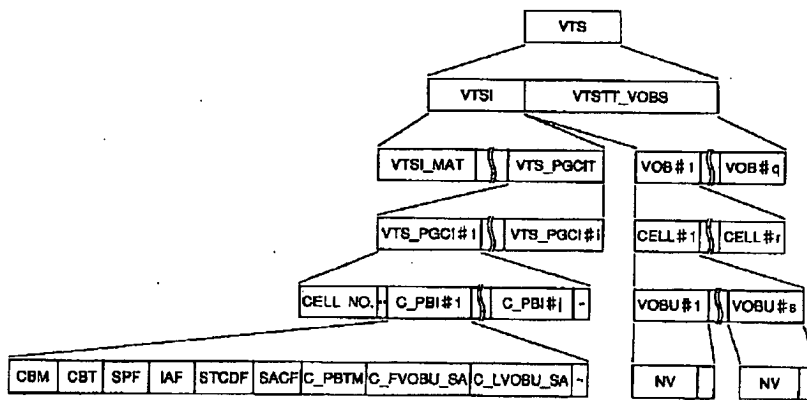 VTS
VTSI VTSTT_VOBS
VTSI_MAT VTS_PGCIT VOB#1 VOB#q
VTS_PGCI#1 VTS_PGCI#i CELL#1 CELL#r
CELL NO. -- C_PBI#1 C_PBI#j - VOBU#1 VOBU#s
CBM CBT SPF IAF STCDF SACF C_PBTM C_FVOBU_SA C_LVOBU_SA - NV NV